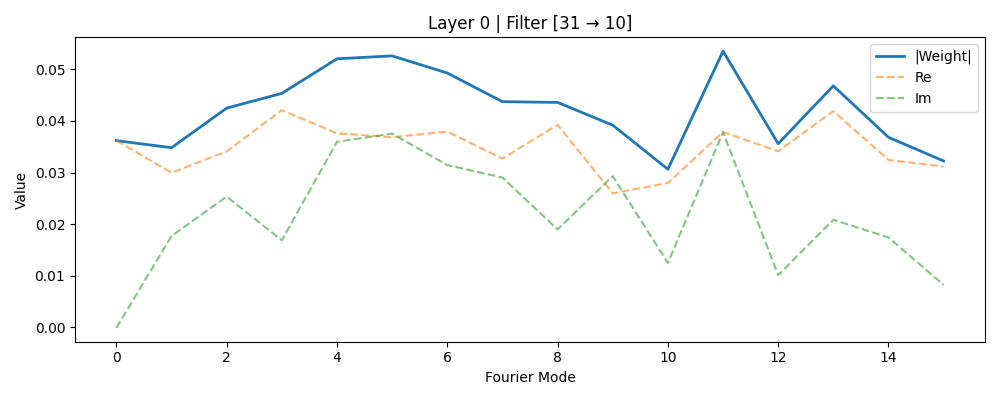 Layer 0 | Filter [31 → 10]
|Weight|
Re
Im
Value
0.05
0.04
0.03
0.02
0.01
0.00
0 2 4 6 8 10 12 14
Fourier Mode